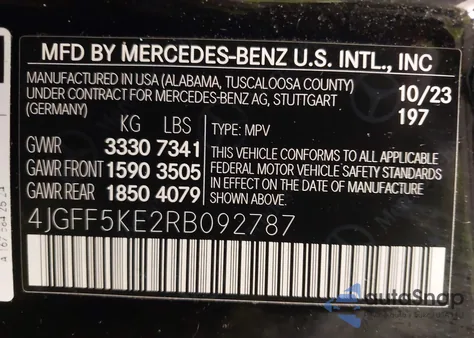 MFD BY MERCEDES-BENZ U.S. INTL., INC
MANUFACTURED IN USA (ALABAMA, TUSCALOOSA COUNTY)
UNDER CONTRACT FOR MERCEDES-BENZ AG, STUTTGART
(GERMANY)
10/23
197
KG LBS
GVWR 3330 7341
GAWR FRONT 1590 3505
GAWR REAR 1850 4079
TYPE: MPV
THIS VEHICLE CONFORMS TO ALL APPLICABLE
FEDERAL MOTOR VEHICLE SAFETY STANDARDS
IN EFFECT ON THE DATE OF MANUFACTURE
SHOWN ABOVE.
4JGFF5KE2RB092787
autoSnap